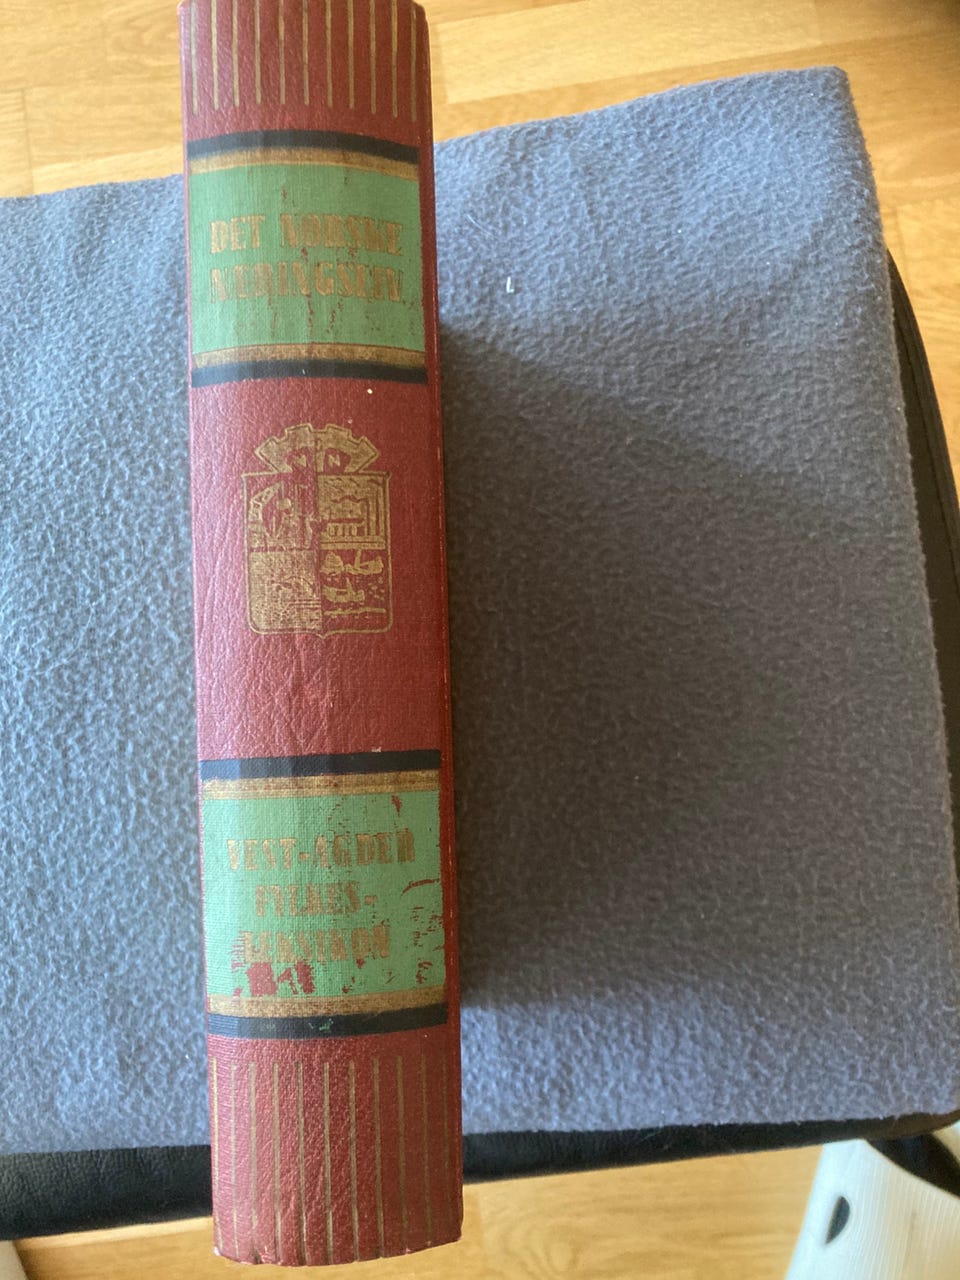 DET NORSKE
NÆRINGSLIV
VEST-AGDER
FYLKES-
LEKSIKON